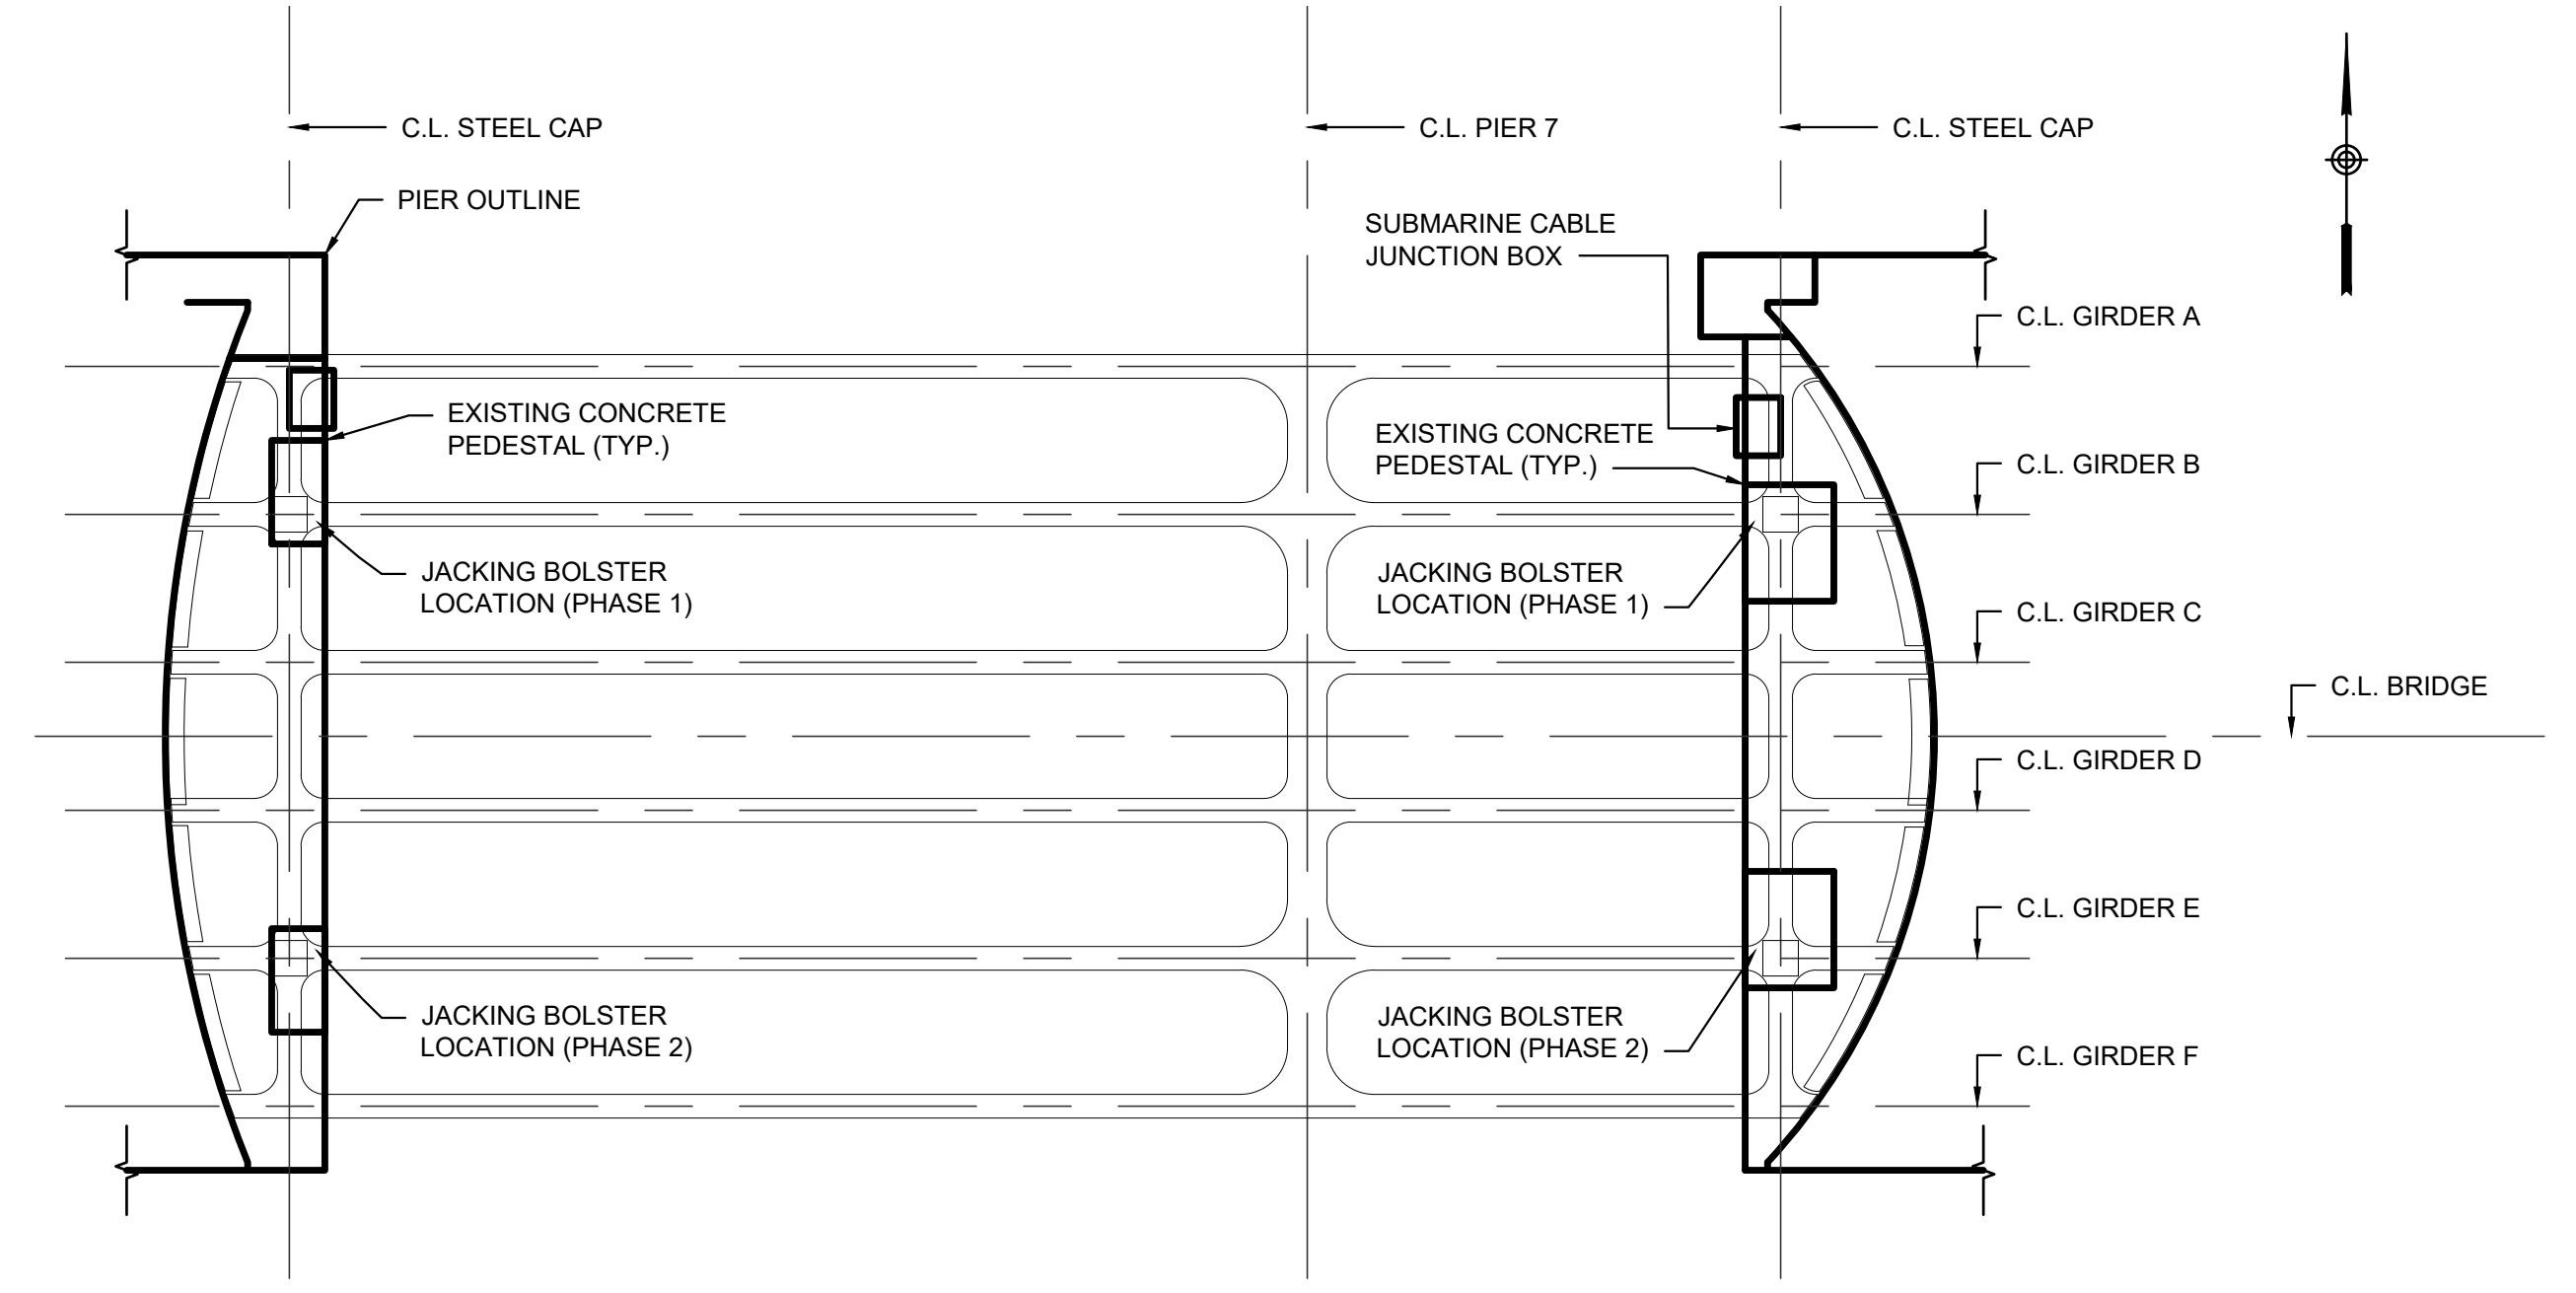 C.L. STEEL CAP
C.L. PIER 7
C.L. STEEL CAP
PIER OUTLINE
SUBMARINE CABLE
JUNCTION BOX
C.L. GIRDER A
EXISTING CONCRETE
PEDESTAL (TYP.)
EXISTING CONCRETE
PEDESTAL (TYP.)
C.L. GIRDER B
JACKING BOLSTER
LOCATION (PHASE 1)
JACKING BOLSTER
LOCATION (PHASE 1)
C.L. GIRDER C
C.L. BRIDGE
C.L. GIRDER D
C.L. GIRDER E
JACKING BOLSTER
LOCATION (PHASE 2)
JACKING BOLSTER
LOCATION (PHASE 2)
C.L. GIRDER F